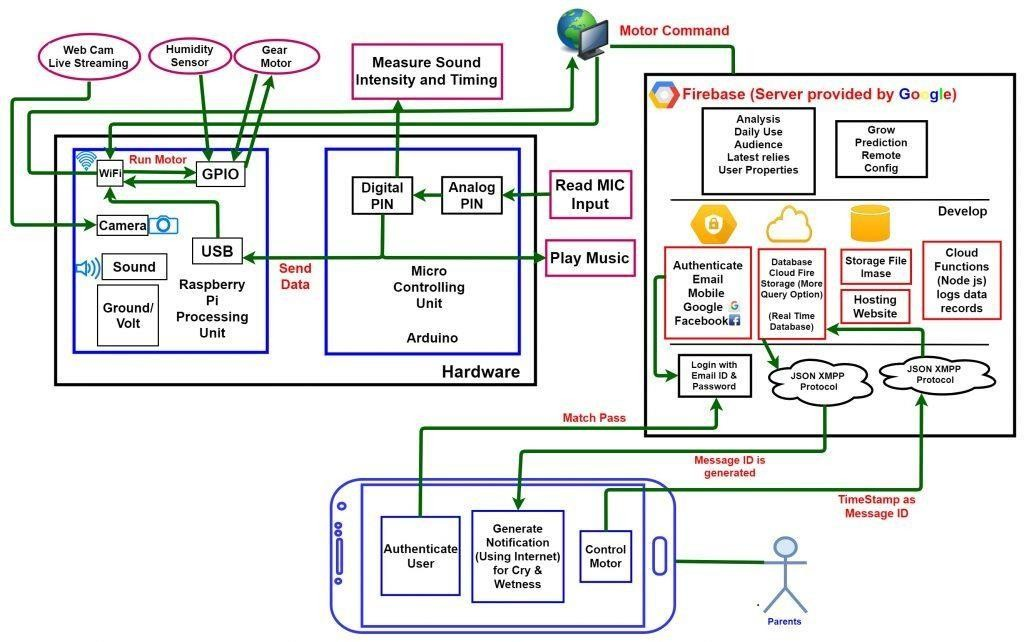 Web Cam
Live Streaming
Humidity
Sensor
Gear
Motor
Measure Sound
Intensity and Timing
Motor Command
Firebase (Server provided by Google)
Analysis
Daily Use
Audience
Latest relies
User Properties
Grow
Prediction
Remote
Config
WiFi
Run Motor
GPIO
Digital
PIN
Analog
PIN
Read MIC
Input
Camera
USB
Sound
Send
Data
Play Music
Ground/
Volt
Raspberry
Pi
Processing
Unit
Micro
Controlling
Unit
Arduino
Hardware
Develop
Authenticate
Email
Mobile
Google G
Facebook f
Database
Cloud Fire
Storage (More
Query Option)
(Real Time
Database)
Storage File
Imase
Hosting
Website
Cloud
Functions
(Node js)
logs data
records
Login with
Email ID &
Password
JSON XMPP
Protocol
JSON XMPP
Protocol
Match Pass
Message ID is
generated
TimeStamp as
Message ID
Authenticate
User
Generate
Notification
(Using Internet)
for Cry &
Wetness
Control
Motor
Parents